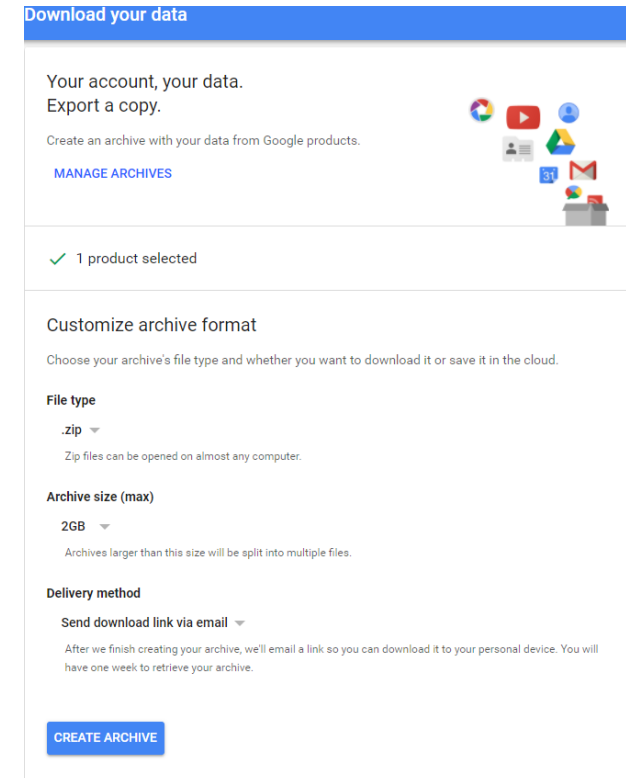 Download your data
Your account, your data.
Export a copy.
Create an archive with your data from Google products.
MANAGE ARCHIVES
31
1 product selected
Customize archive format
Choose your archive's file type and whether you want to download it or save it in the cloud.
File type
.zip
Zip files can be opened on almost any computer.
Archive size (max)
2GB
Archives larger than this size will be split into multiple files.
Delivery method
Send download link via email
After we finish creating your archive, we'll email a link so you can download it to your personal device. You will
have one week to retrieve your archive.
CREATE ARCHIVE